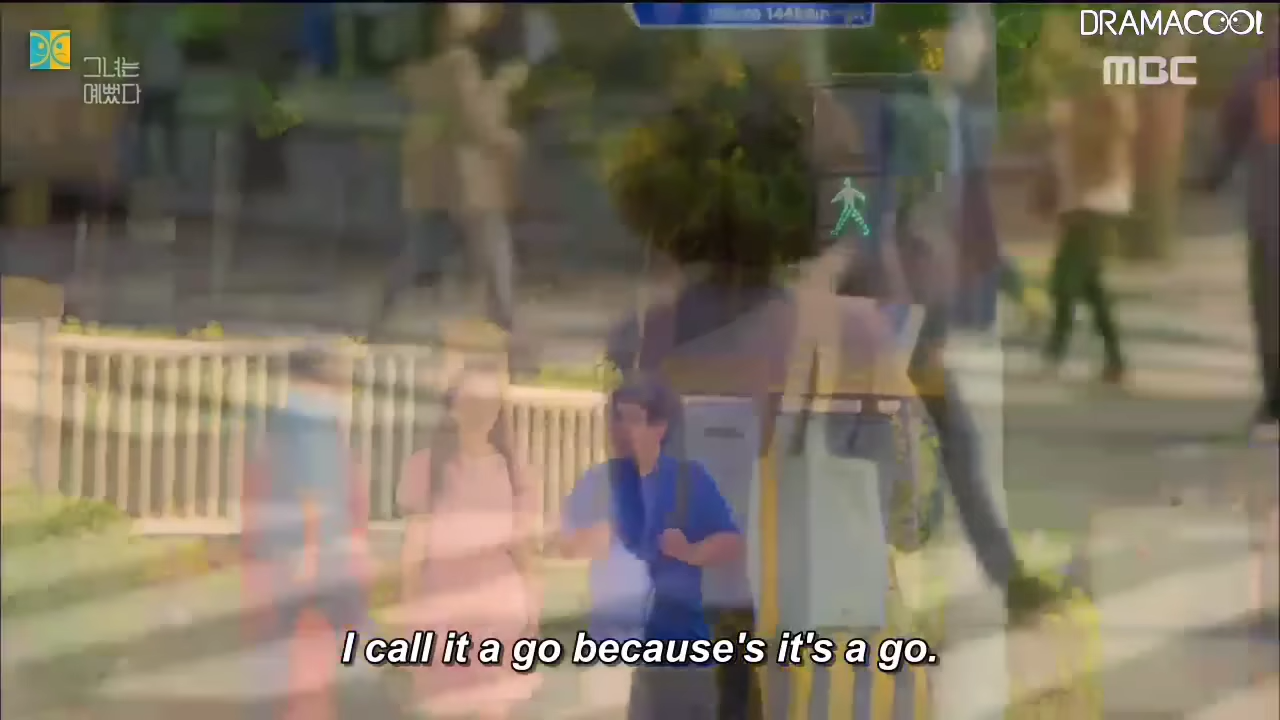 DRAMACOOL
그녀는
예뻤다
MBC
I call it a go because's it's a go.